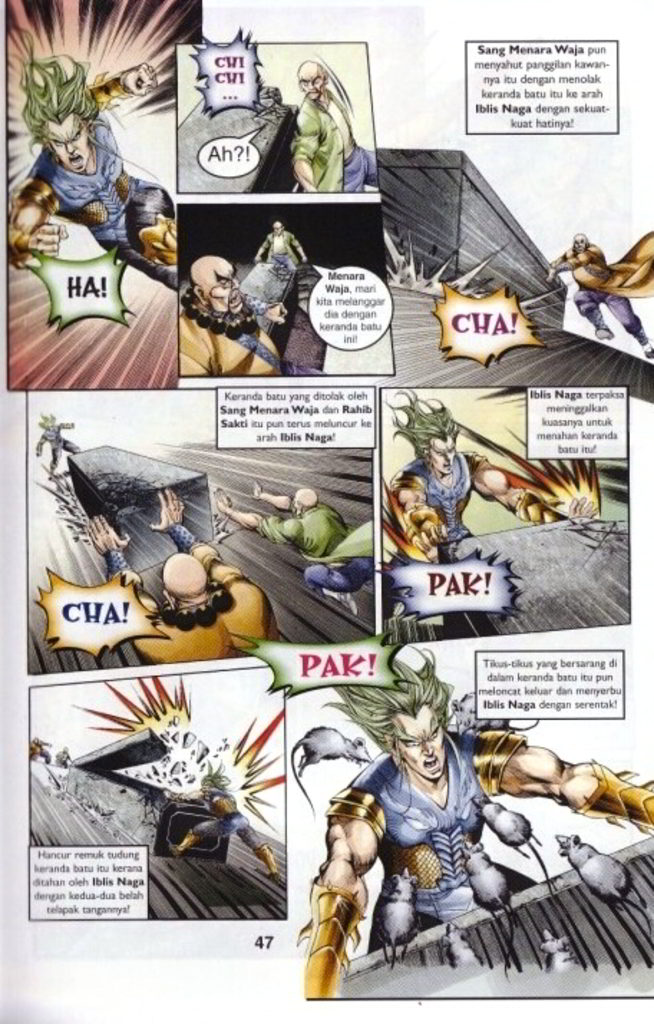 HA!
CHI
CHI
...
Ah?!
Sang Menara Waja pun
menyahut panggilan kawan-
nya itu dengan menolak
keranda batu itu ke arah
Iblis Naga dengan sekuat-
kuat hatinya!
Menara
Waja, mari
kita melanggar
dia dengan
keranda batu
ini!
CHA!
Keranda batu yang ditolak oleh
Sang Menara Waja dan Rahib
Sakti itu pun terus meluncur ke
arah Iblis Naga!
CHA!
Iblis Naga terpaksa
meninggalkan
kuasanya untuk
menahan keranda
batu itu!
PAK!
PAK!
Hancur remuk tudung
keranda batu itu kerana
ditahan oleh Iblis Naga
dengan kedua-dua belah
telapak tangannya!
Tikus-tikus yang bersarang di
dalam keranda batu itu pun
meloncat keluar dan menyerbu
Iblis Naga dengan serentak!
47